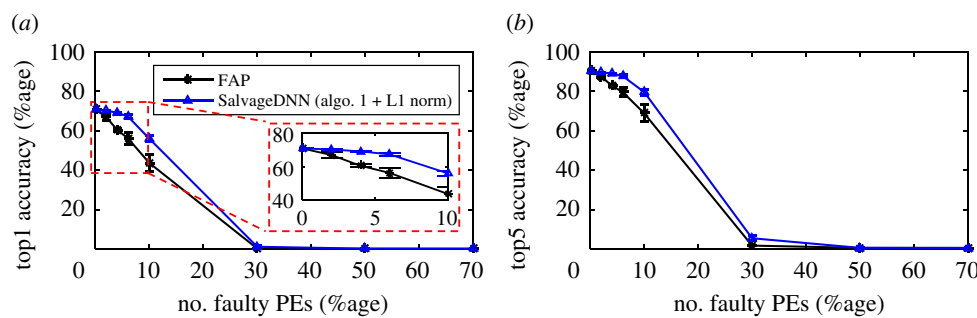 (a)
(b)
top1 accuracy (%age)
100
80
60
40
20
FAP
SalvageDNN (algo. 1 + L1 norm)
80
60
40
0 5 10
0 10 20 30 40 50 60 70
no. faulty PEs (%age)
top5 accuracy (%age)
100
80
60
40
20
0 10 20 30 40 50 60 70
no. faulty PEs (%age)